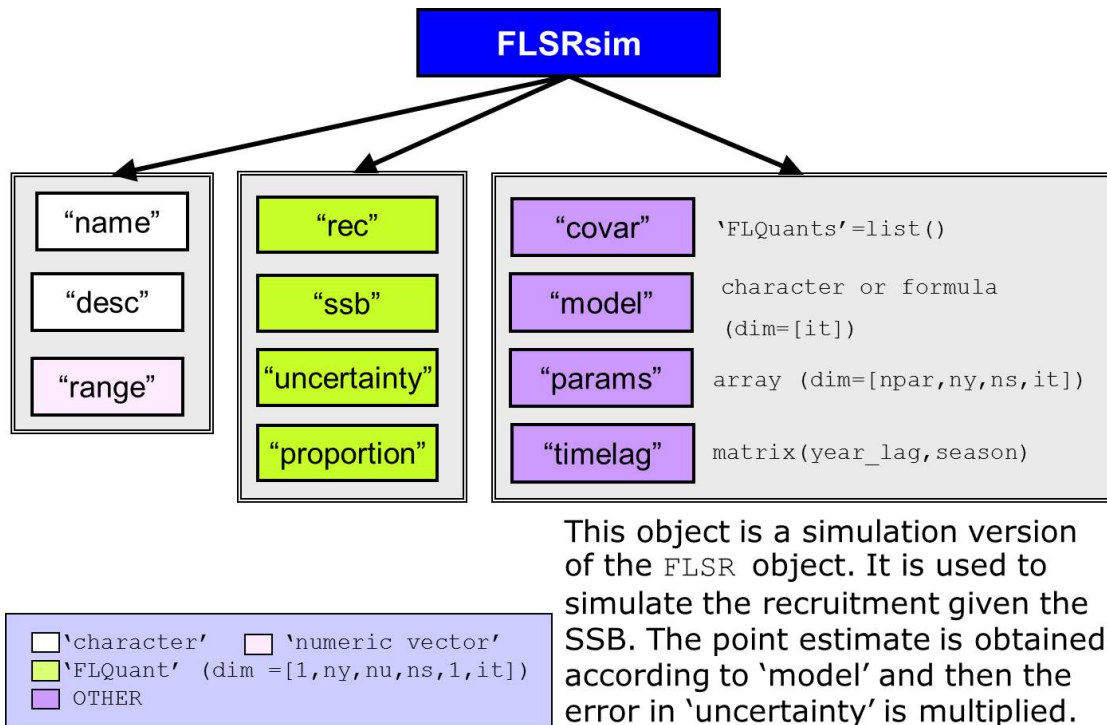 FLSRsim
“name”
“desc”
“range”
“rec”
“ssb”
“uncertainty”
“proportion”
“covar” ‘FLQuants’=list()
“model” character or formula
(dim=[it])
“params” array (dim=[npar,ny,ns,it])
“timelag” matrix(year_lag,season)
This object is a simulation version
of the FLSR object. It is used to
simulate the recruitment given the
SSB. The point estimate is obtained
according to ‘model’ and then the
error in ‘uncertainty’ is multiplied.
‘character’ ‘numeric vector’
‘FLQuant’ (dim =[1,ny,nu,ns,1,it])
OTHER